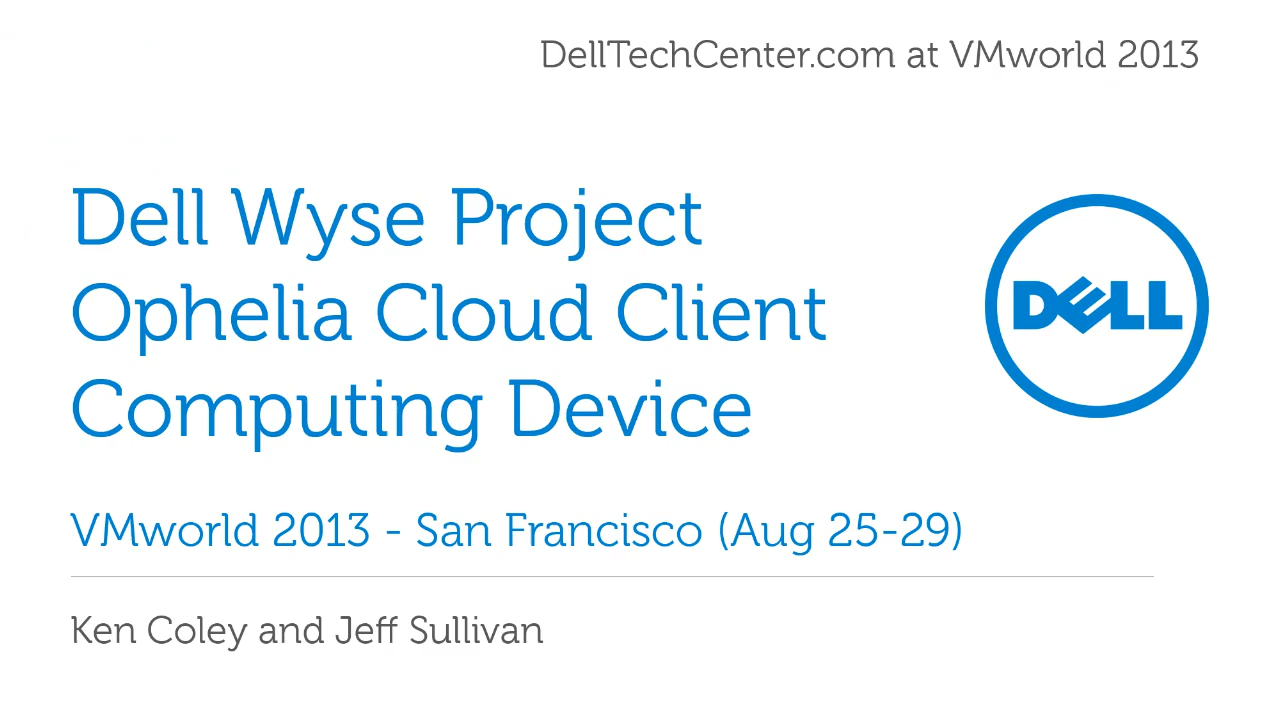 DellTechCenter.com at VMworld 2013
Dell Wyse Project
Ophelia Cloud Client
Computing Device
DELL
VMworld 2013 - San Francisco (Aug 25-29)
Ken Coley and Jeff Sullivan